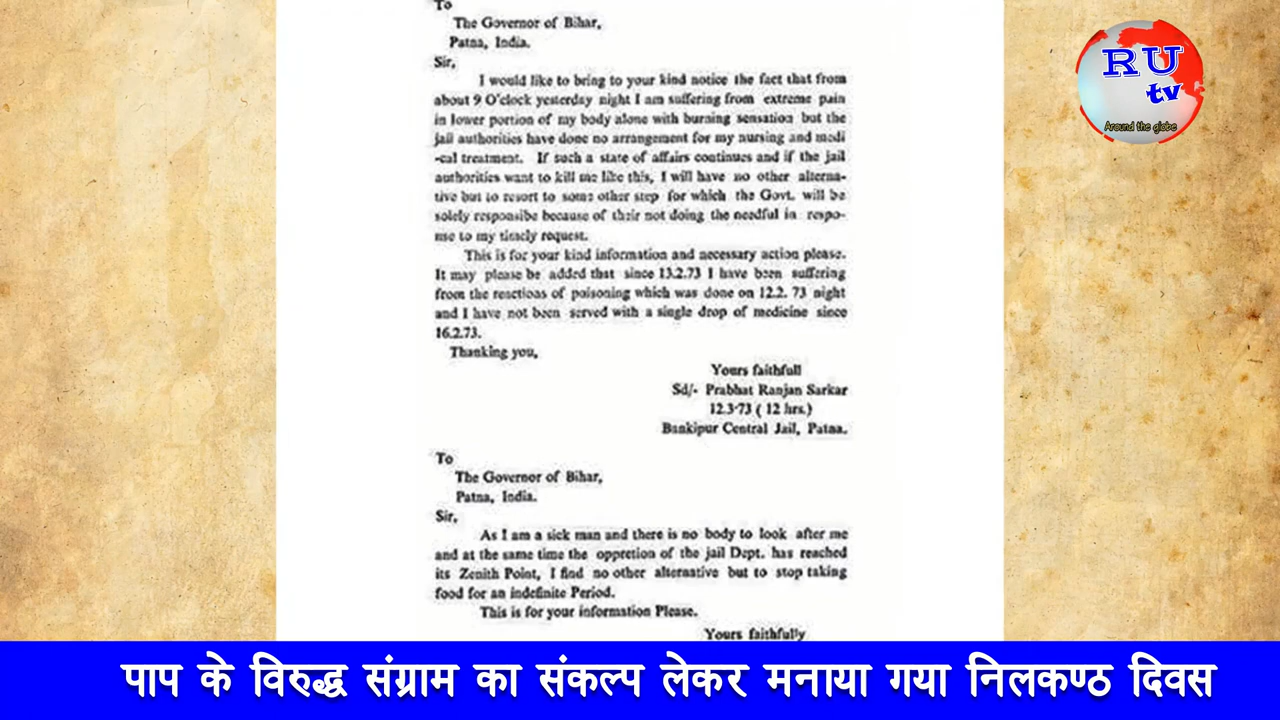 To
The Governor of Bihar,
Patna, India.
Sir,
I would like to bring to your kind notice the fact that from
about 9 O'clock yesterday night I am suffering from extreme pain
in lower portion of my body alone with burning sensation but the
jail authorities have done no arrangement for my nursing and medi
-cal treatment. If such a state of affairs continues and if the jail
authorities want to kill me like this, I will have no other alterna-
tive but to resort to some other step for which the Govt. will be
solely responsibe because of their not doing the needful in respo-
nse to my timely request.
This is for your kind information and necessary action please.
It may please be added that since 13.2.73 I have been suffering
from the reactions of poisoning which was done on 12.2. 73 night
and I have not been served with a single drop of medicine since
16.2.73.
Thanking you,
Yours faithfull
Sd/- Prabhat Ranjan Sarkar
12.3.73 ( 12 hrs.)
Bankipur Central Jail, Patna.
To
The Governor of Bihar,
Patna, India.
Sir,
As I am a sick man and there is no body to look after me
and at the same time the oppretion of the jail Dept. has reached
its Zenith Point, I find no other alternative but to stop taking
food for an indefinite Period.
This is for your information Please.
Yours faithfully
RU
tv
Around the globe
पाप के विरुद्ध संग्राम का संकल्प लेकर मनाया गया निलकण्ठ दिवस